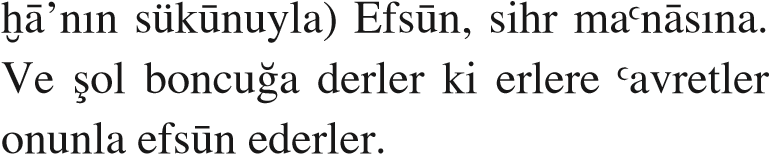 ḫā’nın sükūnuyla) Efsūn, sihr maʿnāsına.
Ve şol boncuğa derler ki erlere ʿavretler
onunla efsūn ederler.